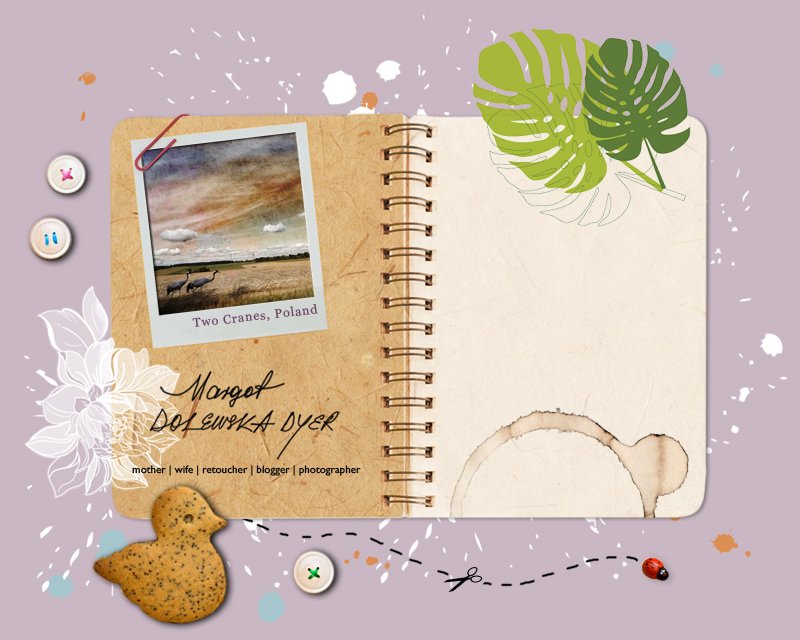 Two Cranes, Poland
Margot
DOLEWSKA DYER
mother | wife | retoucher | blogger | photographer